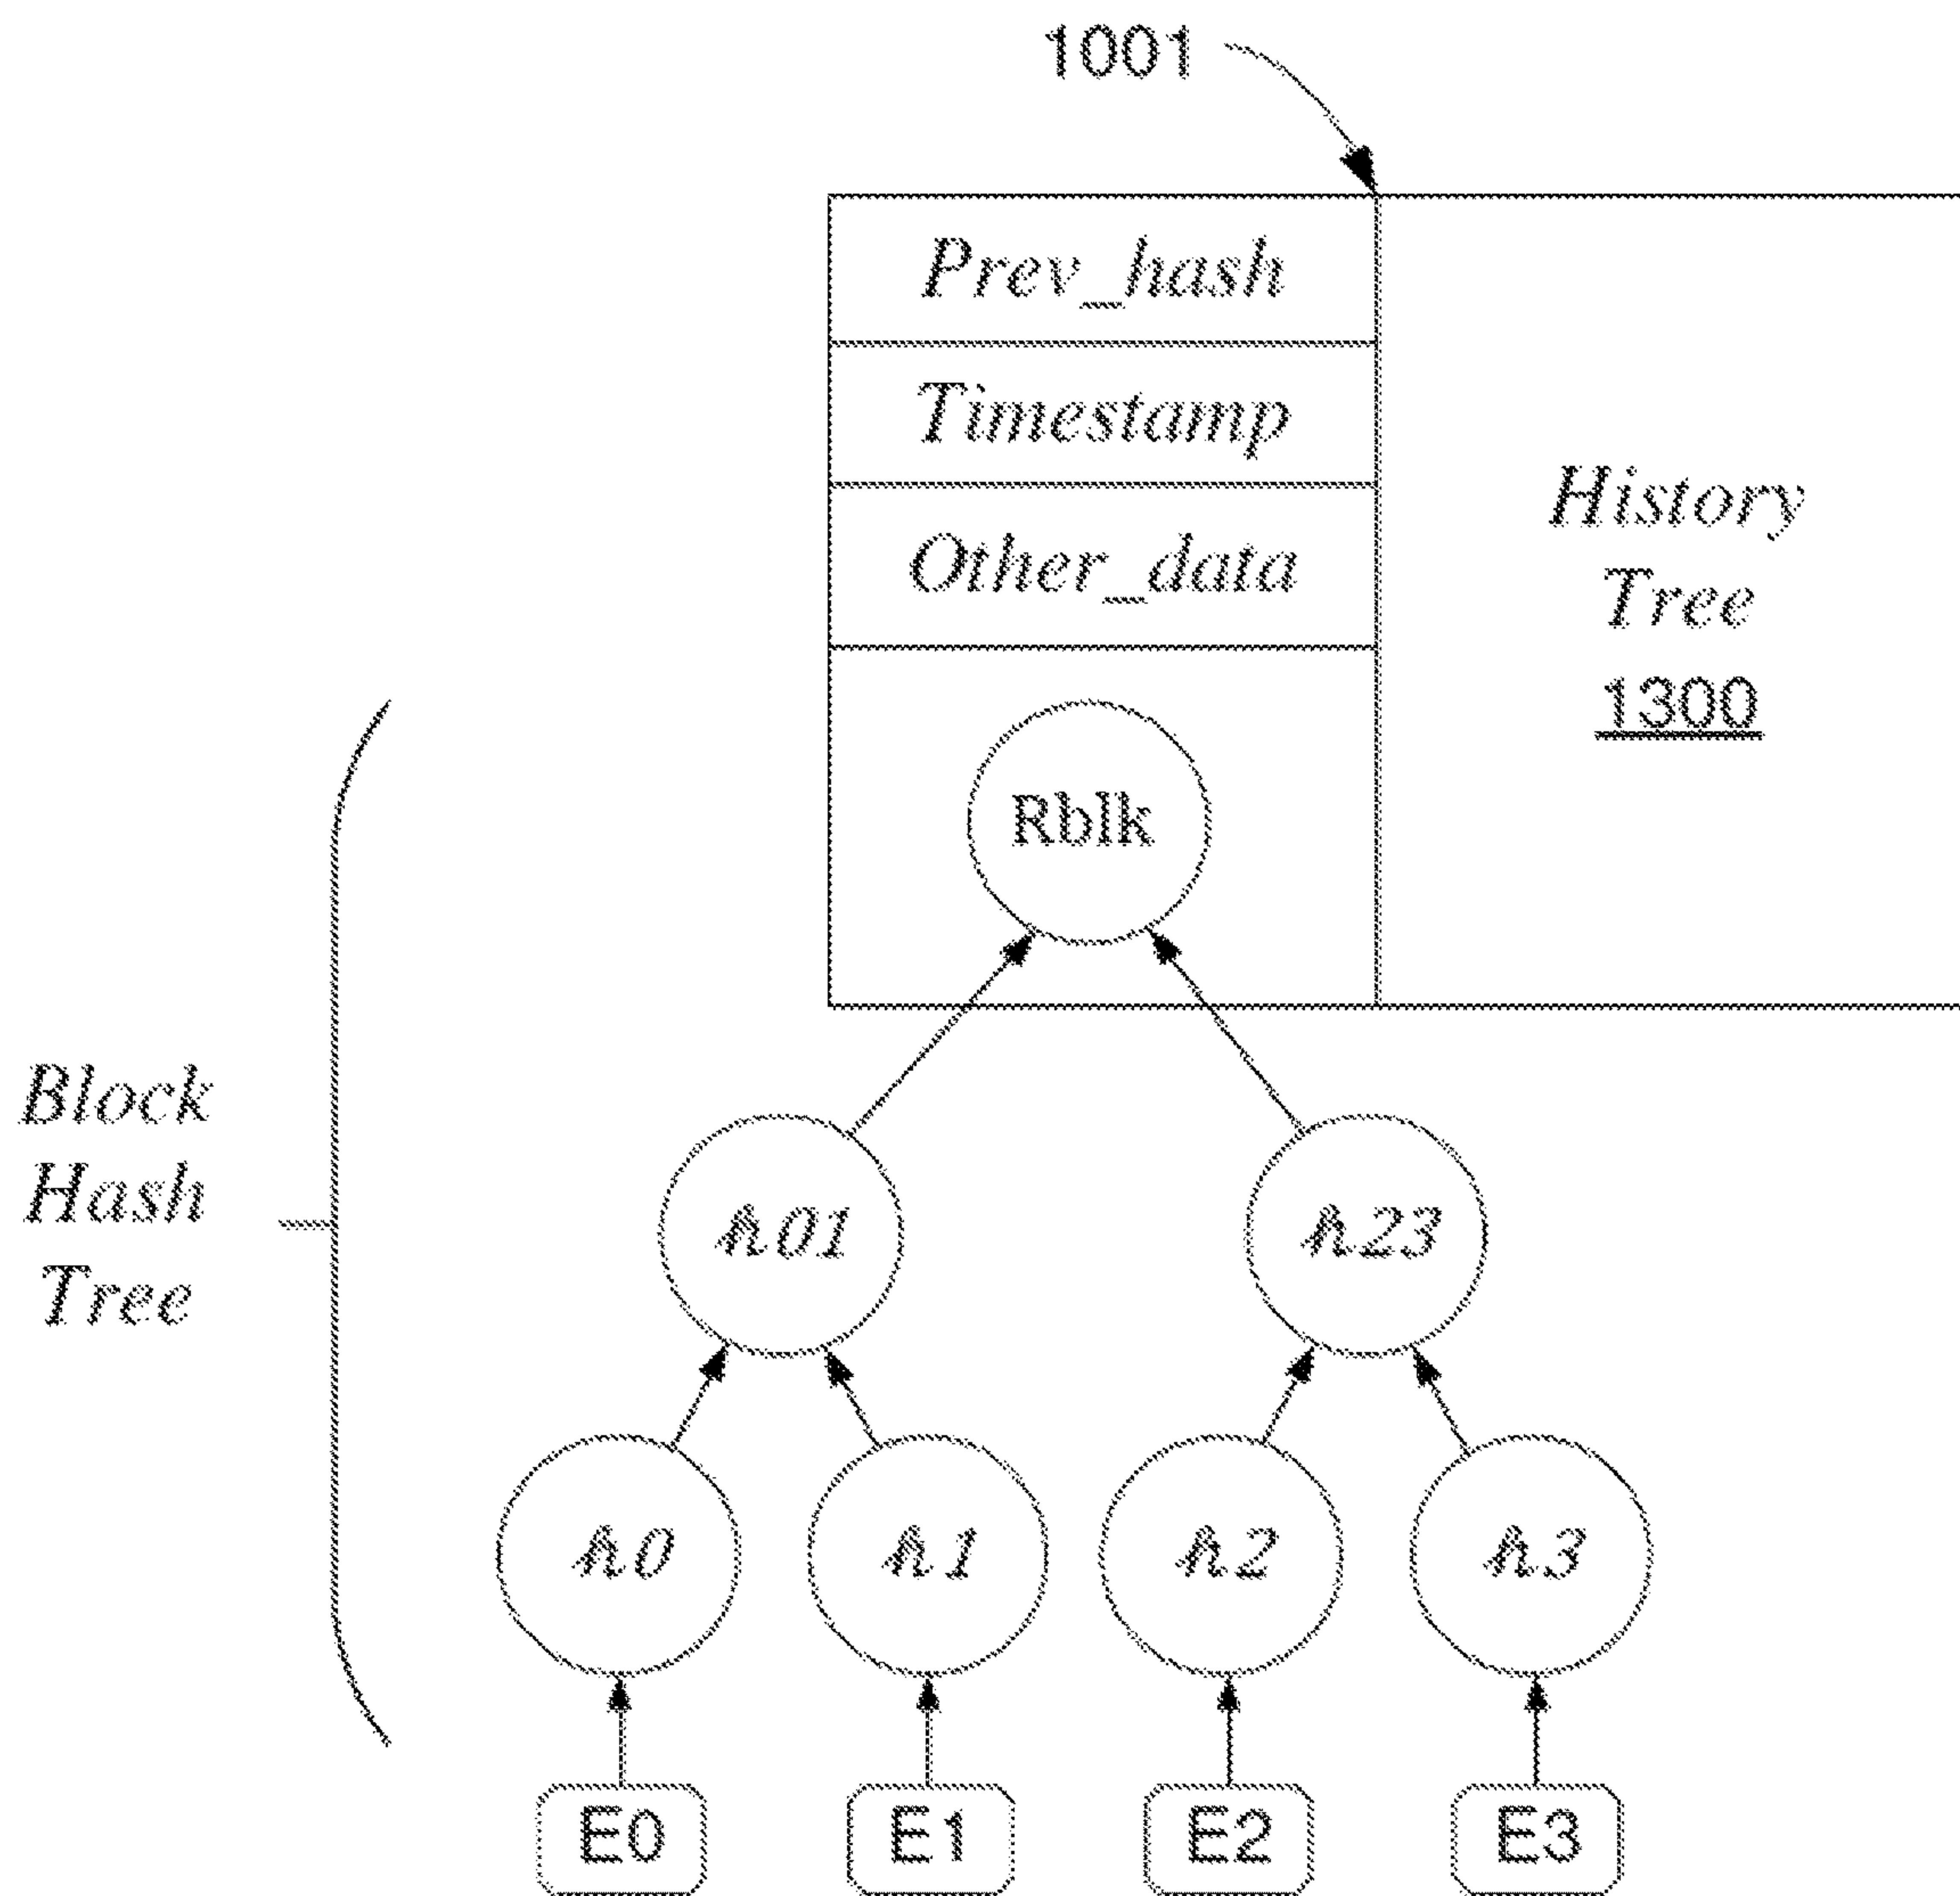 1001
Prev_hash
Timestamp
Other_data
History
Tree
1300
Rblk
Block
Hash
Tree
h01
h23
h0
h1
h2
h3
E0
E1
E2
E3